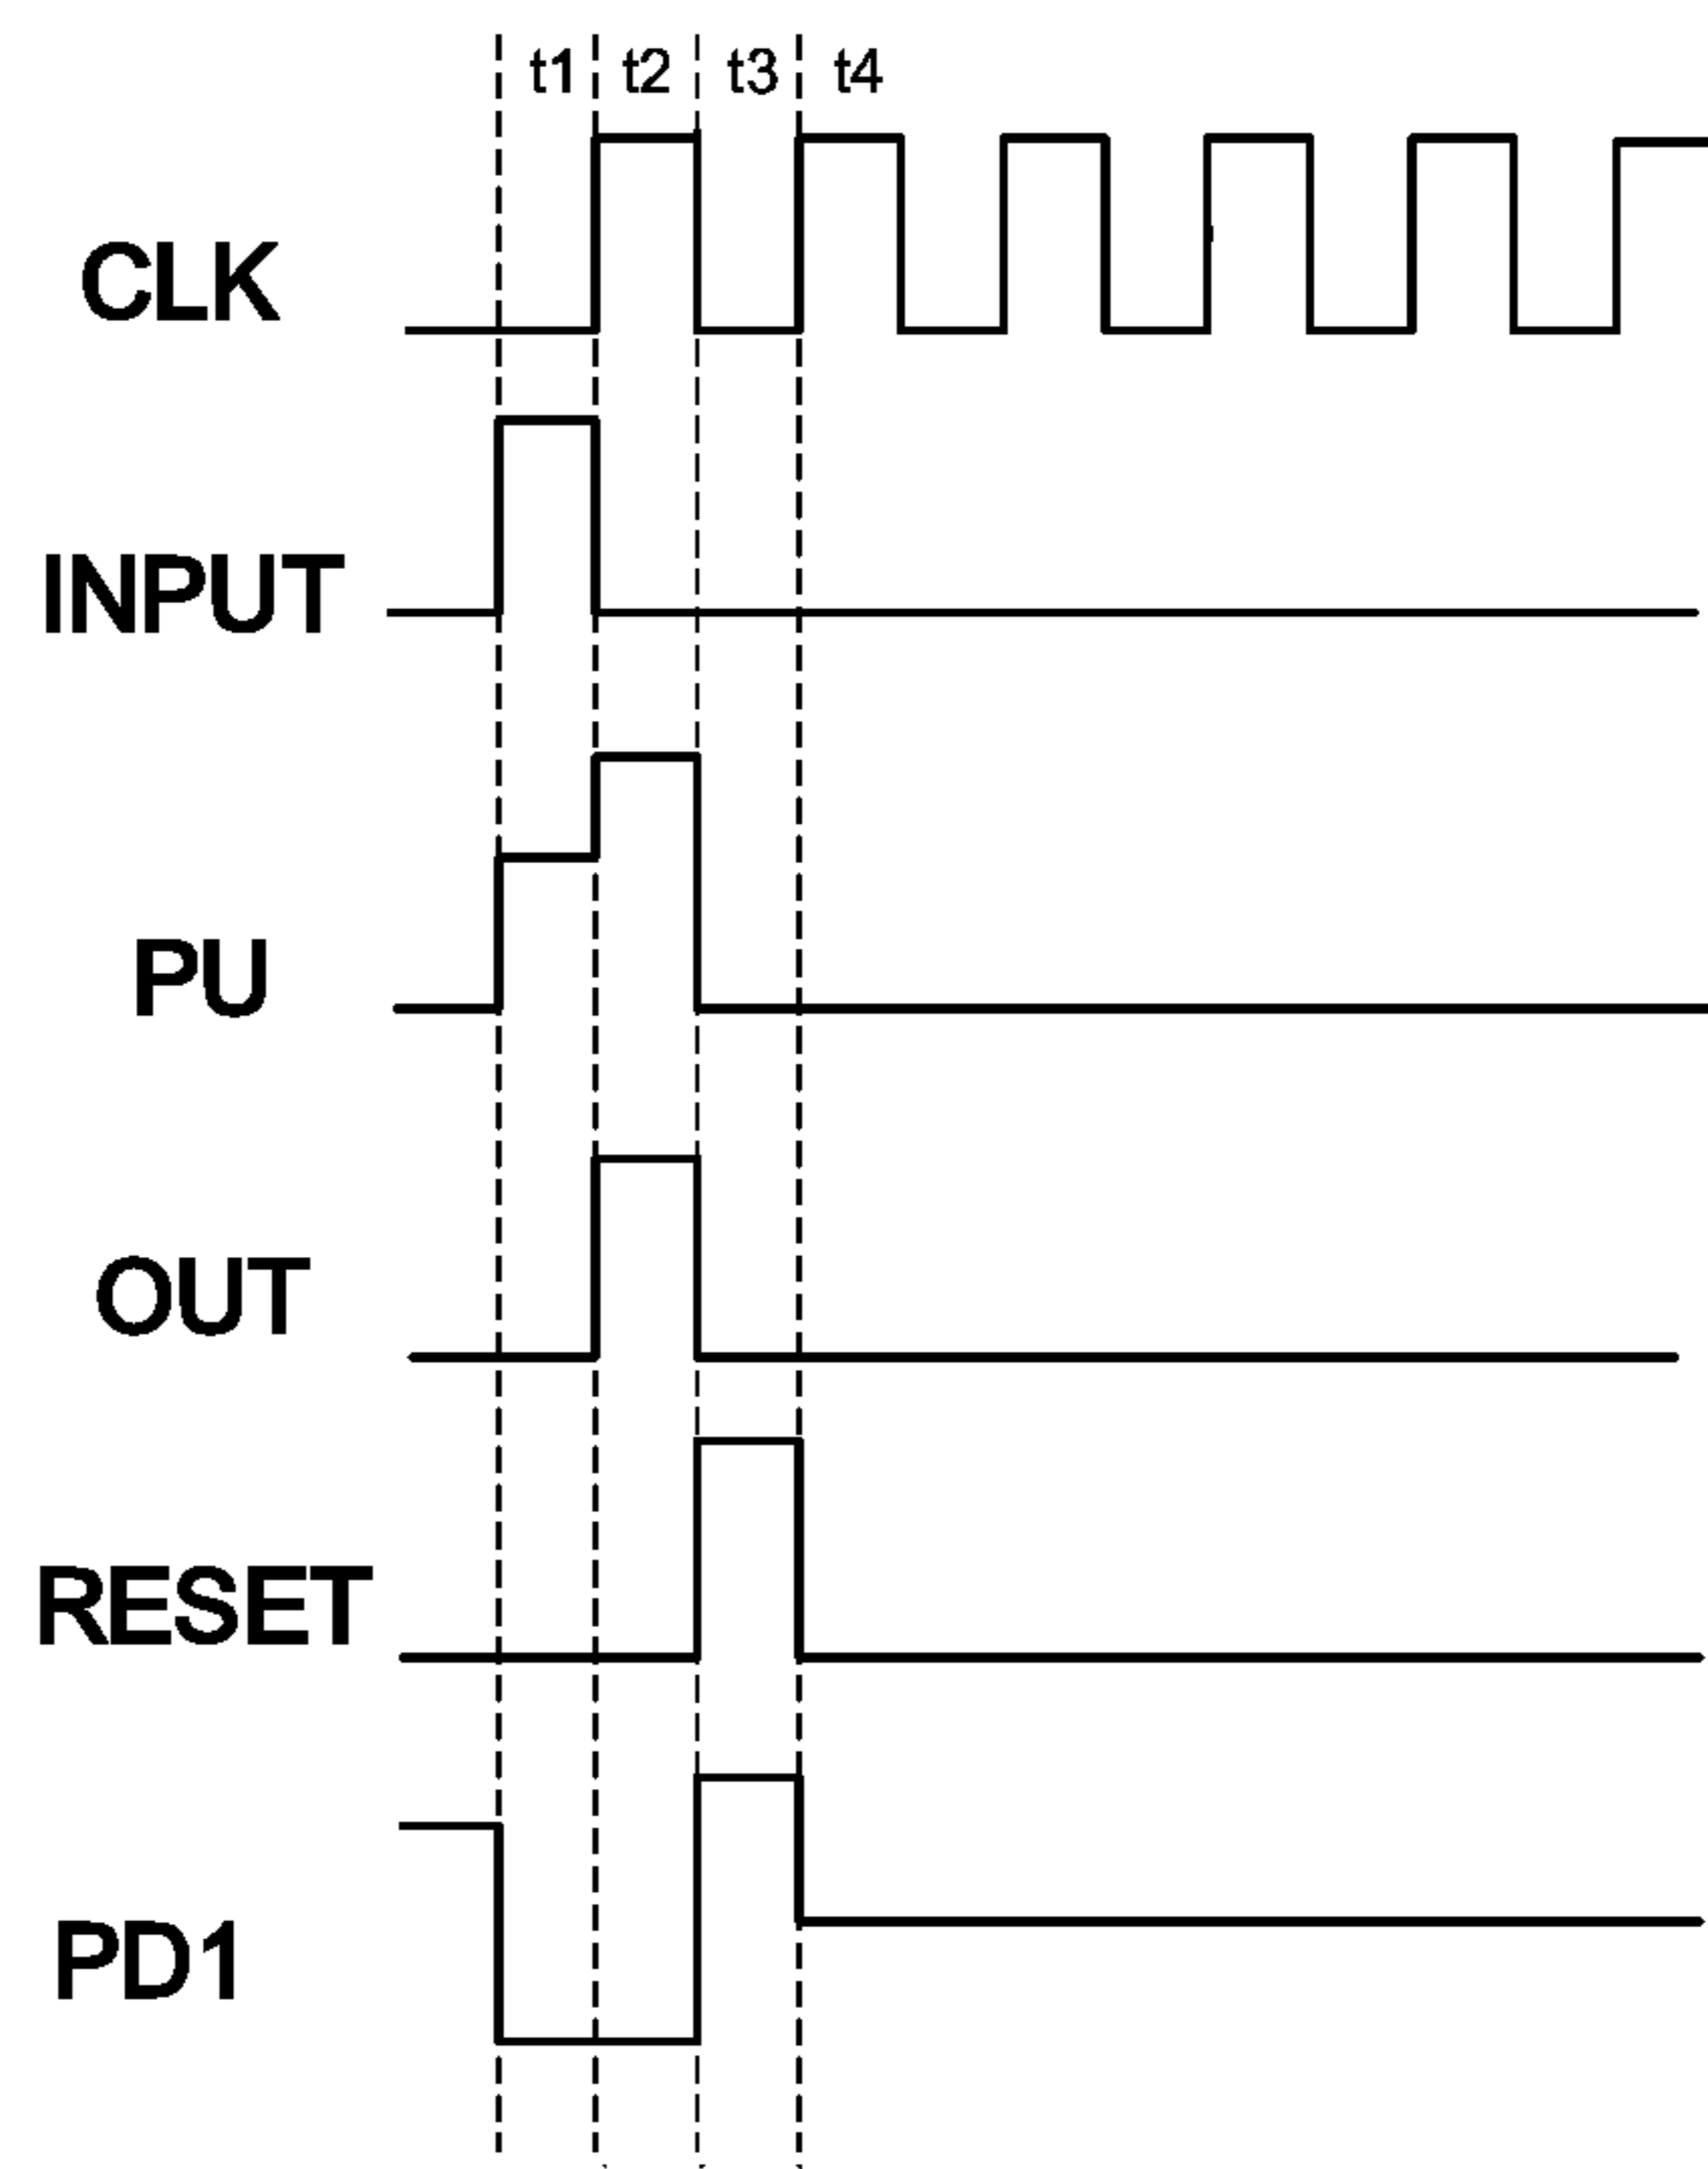 t1 t2 t3 t4
CLK
INPUT
PU
OUT
RESET
PD1